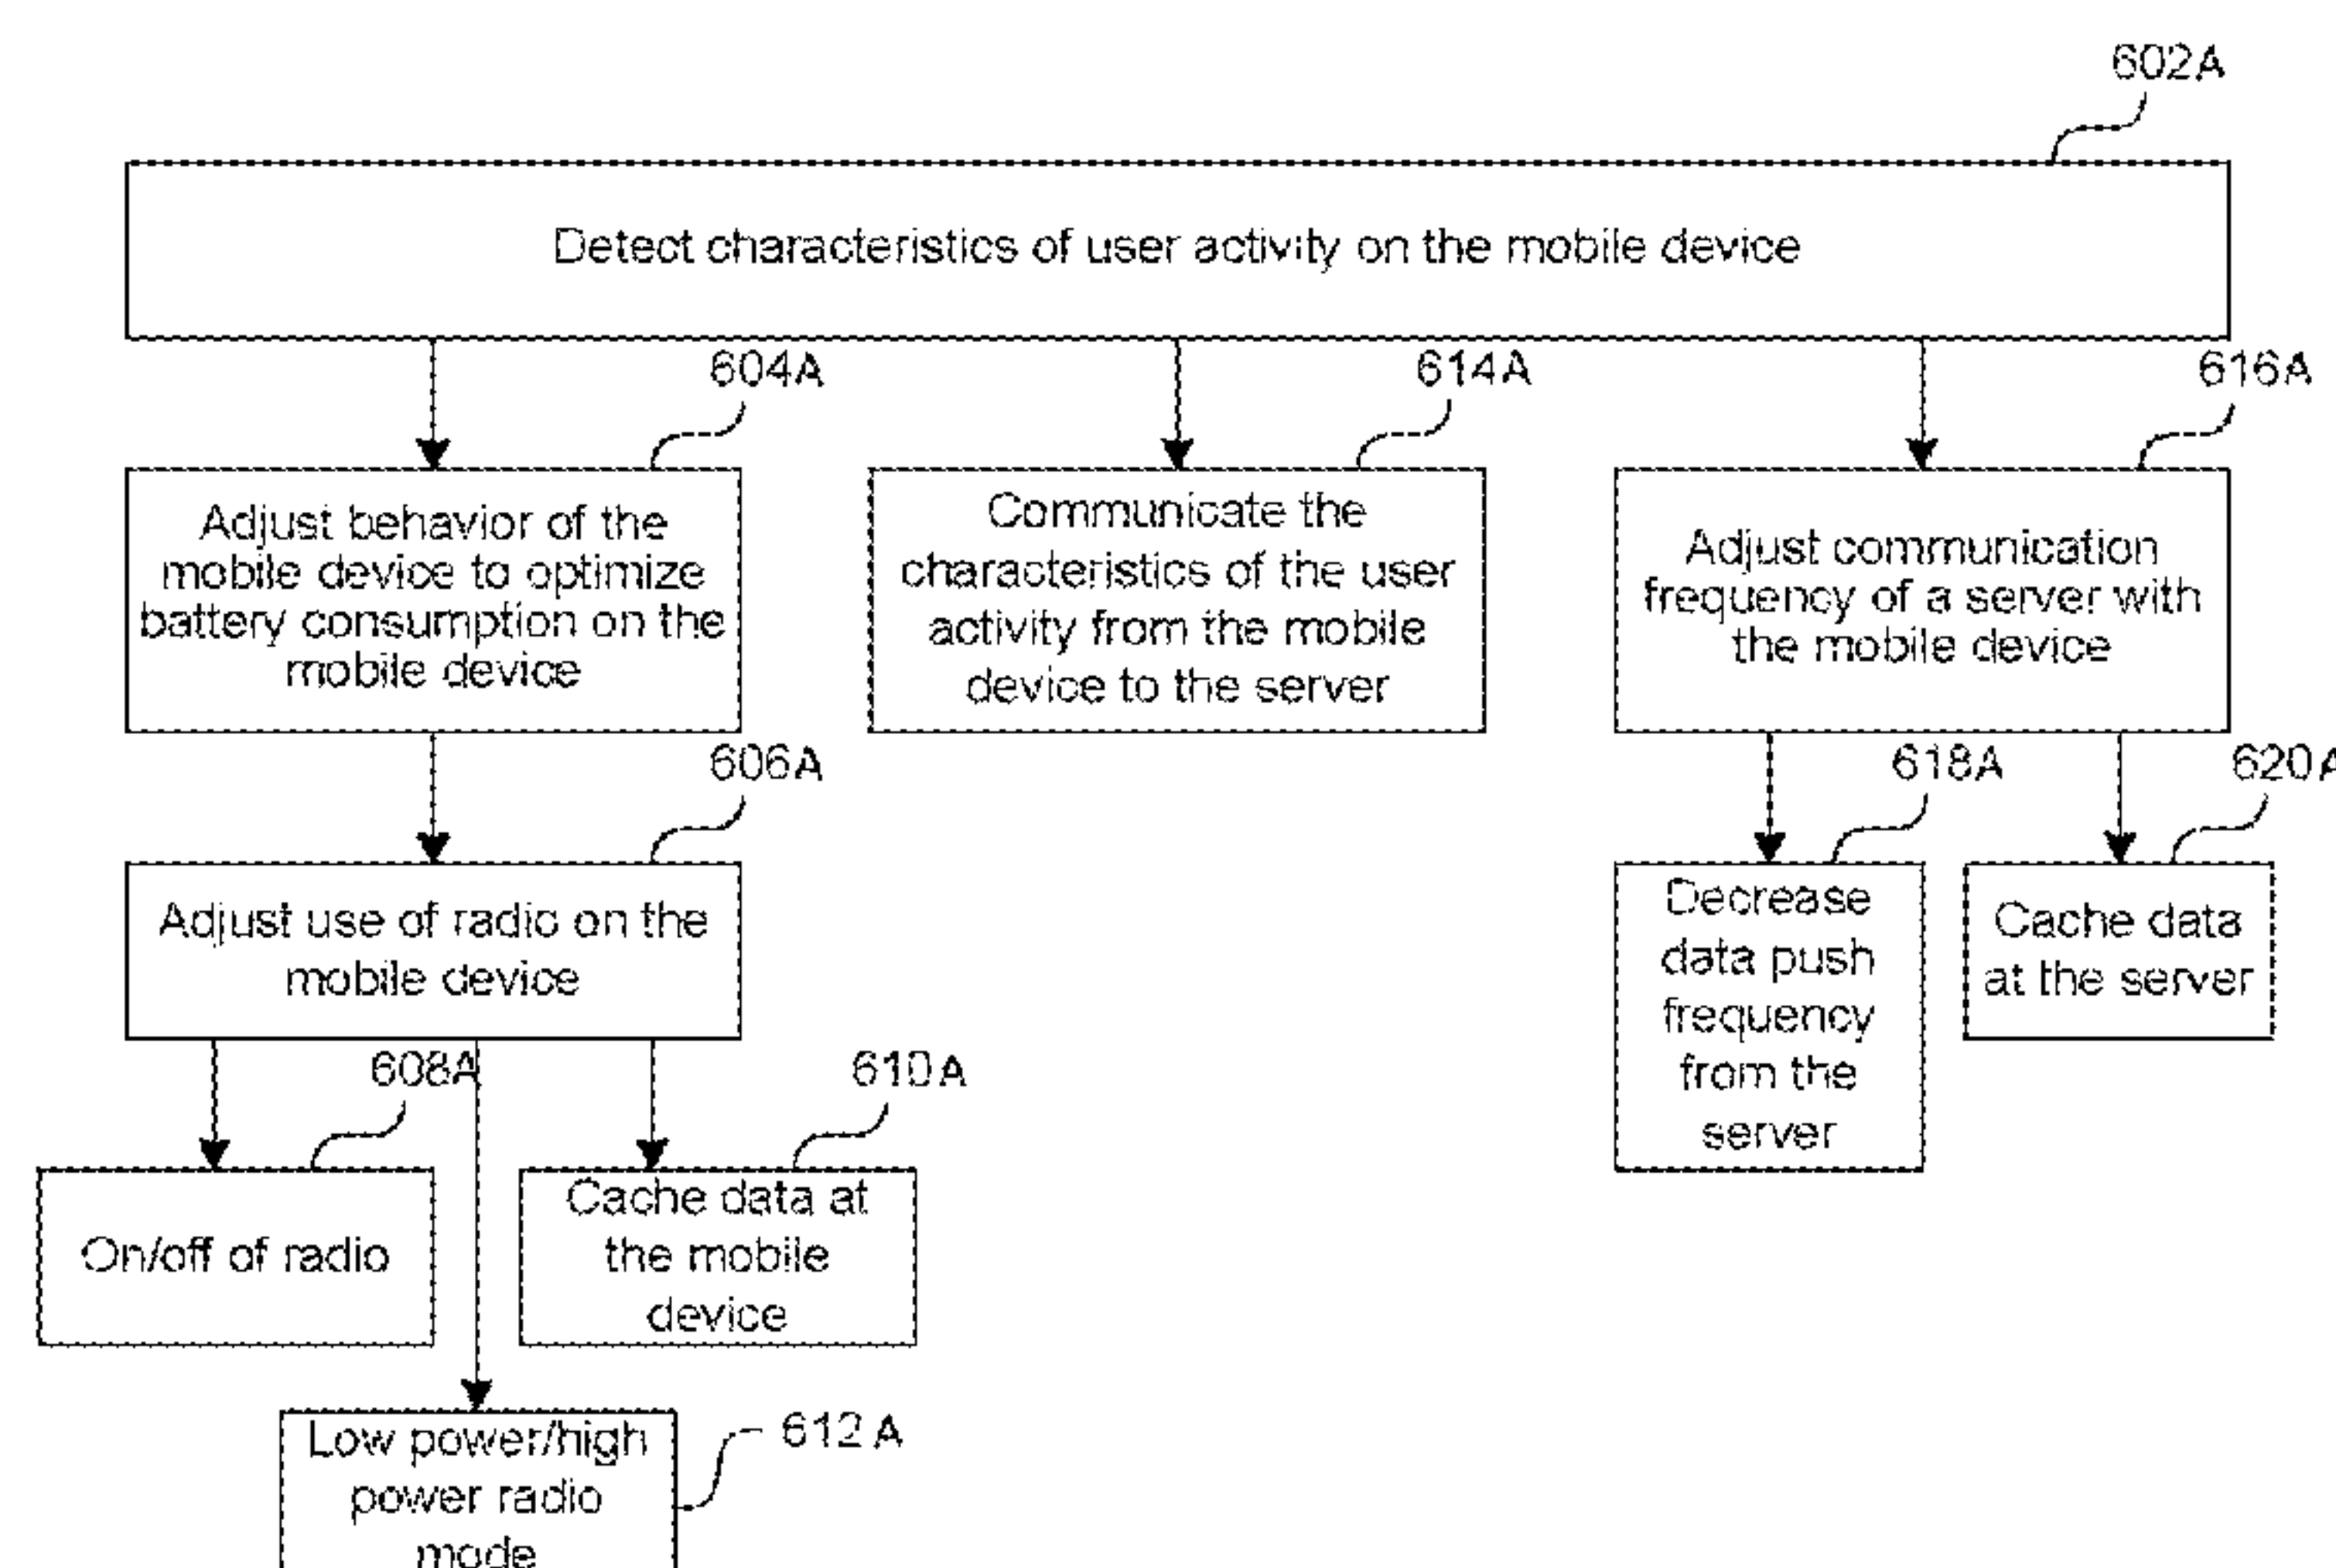 602A
Detect characteristics of user activity on the mobile device
604A
614A
616A
Adjust behavior of the
mobile device to optimize
battery consumption on the
mobile device
Communicate the
characteristics of the user
activity from the mobile
device to the server
Adjust communication
frequency of a server with
the mobile device
606A
618A
620A
Adjust use of radio on the
mobile device
Decrease
data push
frequency
from the
server
Cache data
at the server
608A
610A
On/off of radio
Cache data at
the mobile
device
612A
Low power/high
power radio
mode